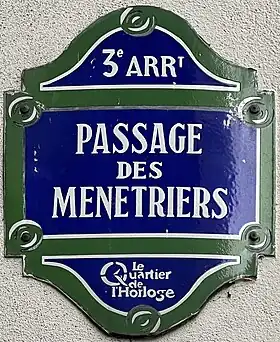 3e ARRT
PASSAGE
DES
MENETRIERS
Le
Quartier
de
l'Horloge